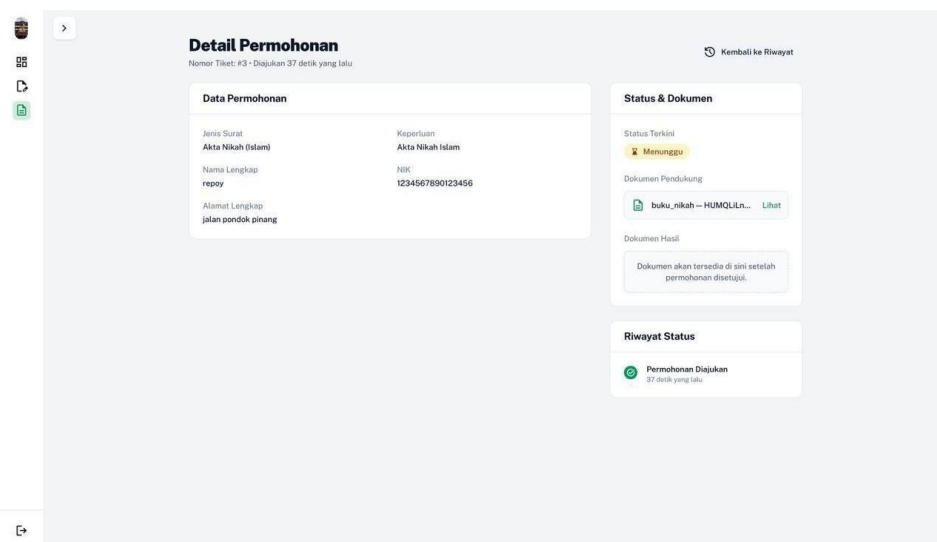 Detail Permohonan
Nomor Tiket: #3 • Diajukan 37 detik yang lalu
Kembali ke Riwayat
Data Permohonan
Jenis Surat
Akta Nikah (Islam)
Keperluan
Akta Nikah Islam
Nama Lengkap
repoy
NIK
1234567890123456
Alamat Lengkap
jalan pondok pinang
Status & Dokumen
Status Terkini
Menunggu
Dokumen Pendukung
buku_nikah — HUMQLiLn... Lihat
Dokumen Hasil
Dokumen akan tersedia di sini setelah
permohonan disetujui.
Riwayat Status
Permohonan Diajukan
37 detik yang lalu